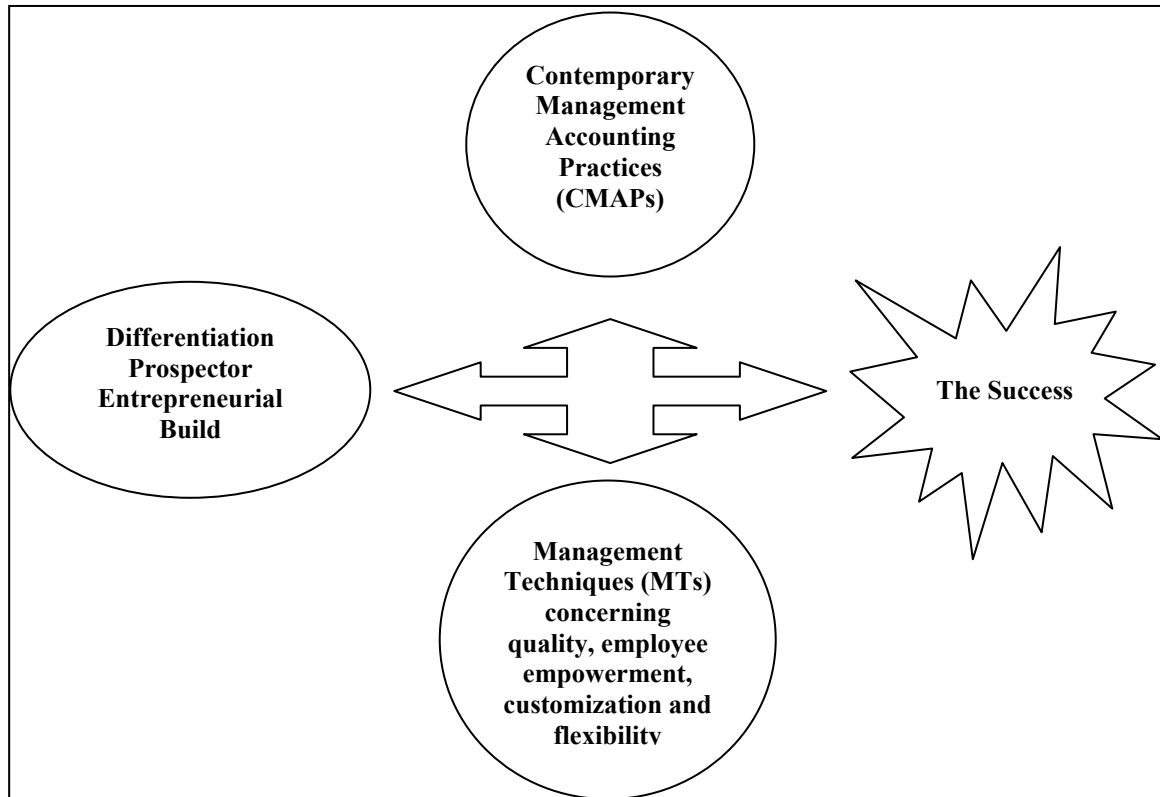 Contemporary
Management
Accounting
Practices
(CMAPs)
Differentiation
Prospector
Entrepreneurial
Build
The Success
Management
Techniques (MTs)
concerning
quality, employee
empowerment,
customization and
flexibility